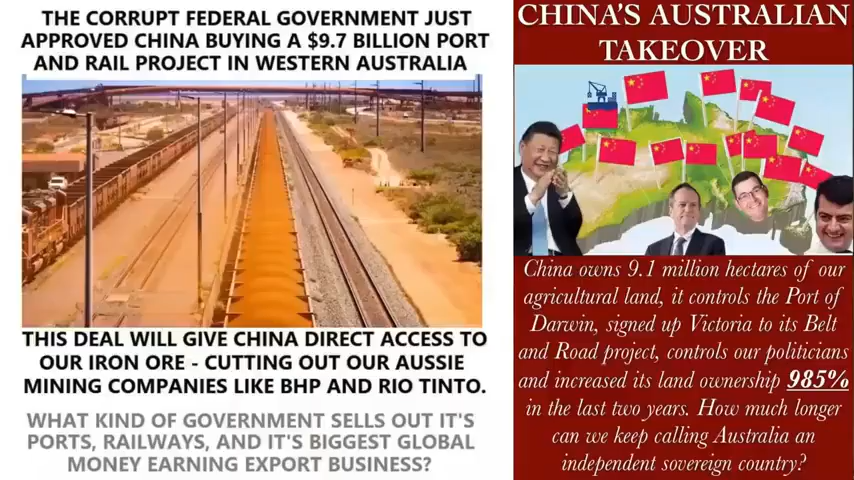 THE CORRUPT FEDERAL GOVERNMENT JUST
APPROVED CHINA BUYING A $9.7 BILLION PORT
AND RAIL PROJECT IN WESTERN AUSTRALIA
THIS DEAL WILL GIVE CHINA DIRECT ACCESS TO
OUR IRON ORE - CUTTING OUT OUR AUSSIE
MINING COMPANIES LIKE BHP AND RIO TINTO.
WHAT KIND OF GOVERNMENT SELLS OUT IT'S
PORTS, RAILWAYS, AND IT'S BIGGEST GLOBAL
MONEY EARNING EXPORT BUSINESS?
CHINA'S AUSTRALIAN
TAKEOVER
China owns 9.1 million hectares of our
agricultural land, it controls the Port of
Darwin, signed up Victoria to its Belt
and Road project, controls our politicians
and increased its land ownership 985%
in the last two years. How much longer
can we keep calling Australia an
independent sovereign country?